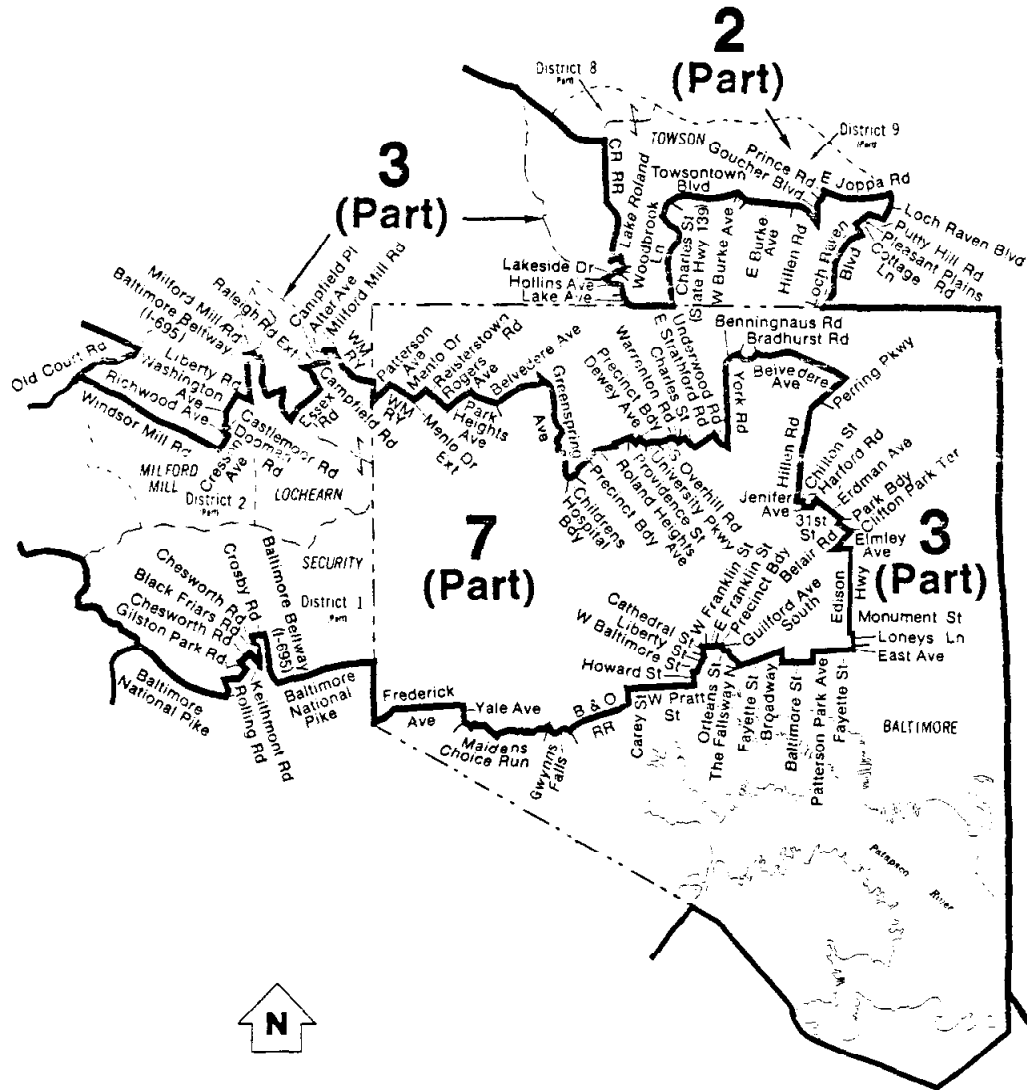 2
(Part)
District 8
(Part)
TOWSON
District 9
(Part)
Prince Rd
Goucher Blvd
E Joppa Rd
Towsontown
Blvd
CR RR
Lake Roland
Woodbrook
Ln
Charles St
(State Hwy 139)
W Burke Ave
E Burke
Ave
Hillen Rd
Loch Raven
Blvd
Loch Raven Blvd
Putty Hill Rd
Pleasant Plains
Rd
Cottage
Ln
Lakeside Dr
Hollins Ave
Lake Ave
3
(Part)
Milford Mill Rd
Baltimore Beltway
(I-695)
Raleigh Rd Ext
Campfield Pl
Alter Ave
Milford Mill Rd
WM
RY
Old Court Rd
Liberty Rd
Washington
Ave
Richwood Ave
Windsor Mill Rd
Essex
Rd
Campfield Rd
Castlemoor Rd
Dooman
Rd
Cresson
Ave
MILFORD
MILL
District 2
(Part)
LOCHEARN
Patterson
Ave
Menlo Dr
Reisterstown
Rd
Rogers
Ave
Belvedere Ave
WM
RY
Menlo Dr
Ext
Park
Heights
Ave
Greenspring
Ave
Childrens
Hospital
Bdy
Precinct Bdy
Dewey Ave
Precinct Bdy
Warrenton Rd
Charles St
E Stratford Rd
Underwood Rd
Roland Heights
Ave
Providence St
University Pkwy
S Overhill Rd
York Rd
Benninghaus Rd
Bradhurst Rd
Belvedere
Ave
Perring Pkwy
Hillen Rd
Jenifer
Ave
31st
St
Chilton St
Harford Rd
Erdman Ave
Park Bdy
Clifton Park Ter
Belair Rd
Elmley
Ave
Edison
Hwy
3
(Part)
7
(Part)
SECURITY
District 1
(Part)
Chesworth Rd
Black Friars Rd
Chesworth Rd
Gilston Park Rd
Crosby Rd
Baltimore Beltway
(I-695)
Baltimore
National Pike
Keithmont Rd
Rolling Rd
Baltimore
National
Pike
Frederick
Ave
Yale Ave
Maidens
Choice Run
Gwynns
Falls
B & O
RR
Carey St
W Pratt
St
Howard St
W Baltimore St
Liberty St
Cathedral St
W Franklin St
E Franklin St
Precinct Bdy
Guilford Ave
South
Orleans St
The Fallsway N
Fayette St
Broadway
Baltimore St
Patterson Park Ave
Fayette St
Monument St
Loneys Ln
East Ave
BALTIMORE
Patapsco
River
N